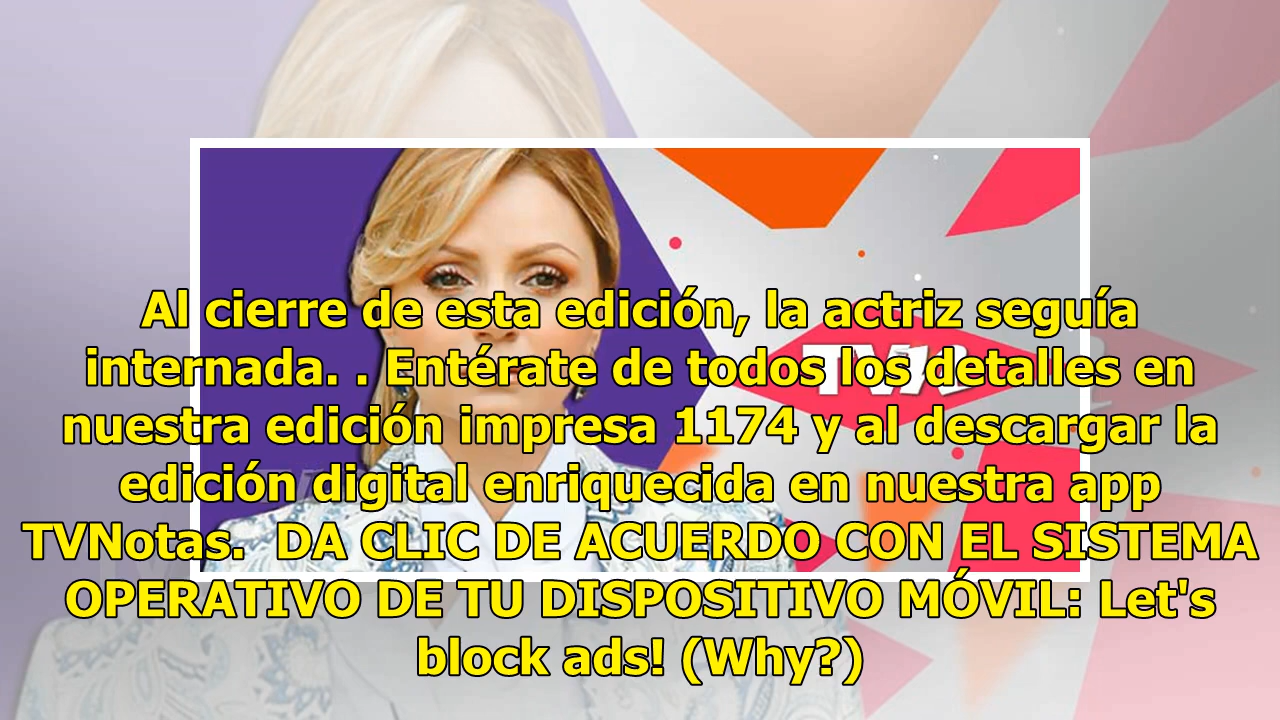 Al cierre de esta edición, la actriz seguía
internada. . Entérate de todos los detalles en
nuestra edición impresa 1174 y al descargar la
edición digital enriquecida en nuestra app
TVNotas.  DA CLIC DE ACUERDO CON EL SISTEMA
OPERATIVO DE TU DISPOSITIVO MÓVIL: Let's
block ads! (Why?)